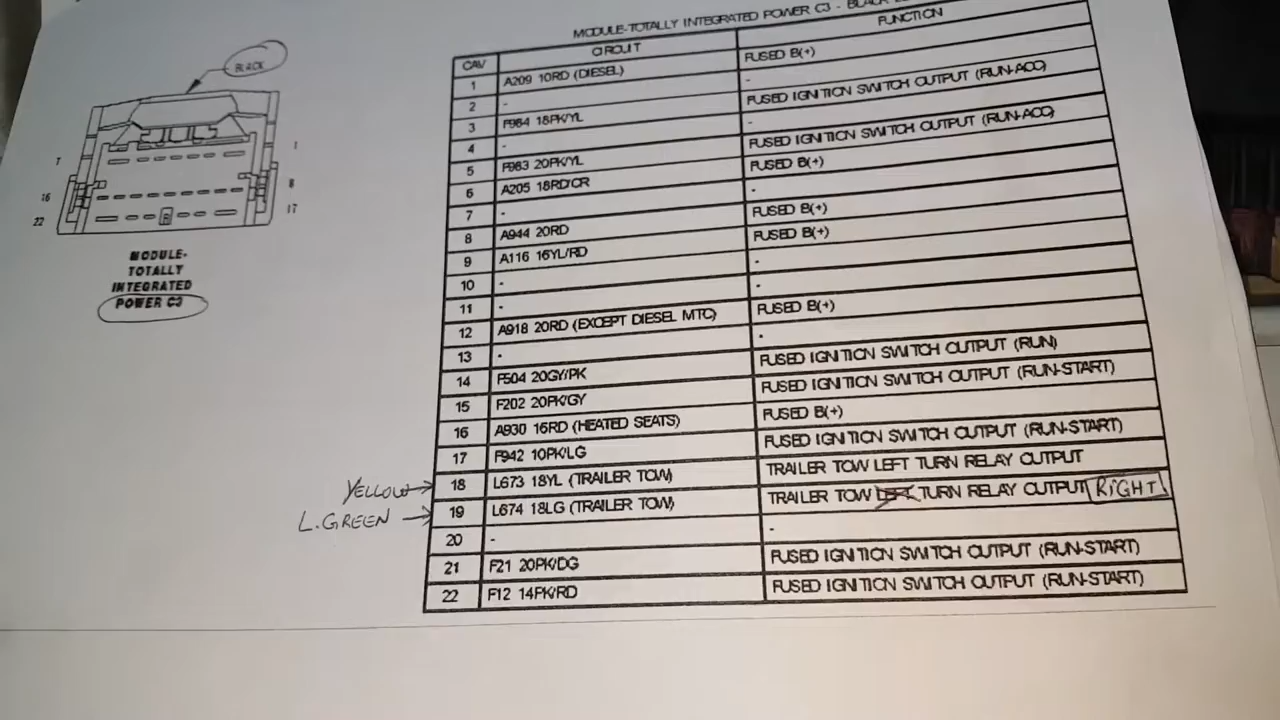 MODULE-TOTALLY INTEGRATED POWER C3 - BLACK
CAV CIRCUIT FUNCTION
1 A209 10RD (DIESEL) FUSED B(+)
2 - -
3 F984 18PK/YL FUSED IGNITION SWITCH OUTPUT (RUN-ACC)
4 - -
5 F983 20PK/YL FUSED IGNITION SWITCH OUTPUT (RUN-ACC)
6 A205 18RD/CR FUSED B(+)
7 - -
8 A944 20RD FUSED B(+)
9 A116 16YL/RD FUSED B(+)
10 - -
11 - -
12 A918 20RD (EXCEPT DIESEL MTC) FUSED B(+)
13 - -
14 F504 20GY/PK FUSED IGNITION SWITCH OUTPUT (RUN)
15 F202 20PK/GY FUSED IGNITION SWITCH OUTPUT (RUN-START)
16 A930 16RD (HEATED SEATS) FUSED B(+)
17 F942 10PK/LG FUSED IGNITION SWITCH OUTPUT (RUN-START)
YELLOW 18 L673 18YL (TRAILER TOW) TRAILER TOW LEFT TURN RELAY OUTPUT
L.GREEN 19 L674 18LG (TRAILER TOW) TRAILER TOW LEFT TURN RELAY OUTPUT RIGHT
20 - -
21 F21 20PK/DG FUSED IGNITION SWITCH OUTPUT (RUN-START)
22 F12 14PK/RD FUSED IGNITION SWITCH OUTPUT (RUN-START)
BLACK
7 1
16 8
22 17
MODULE-
TOTALLY
INTEGRATED
POWER C3